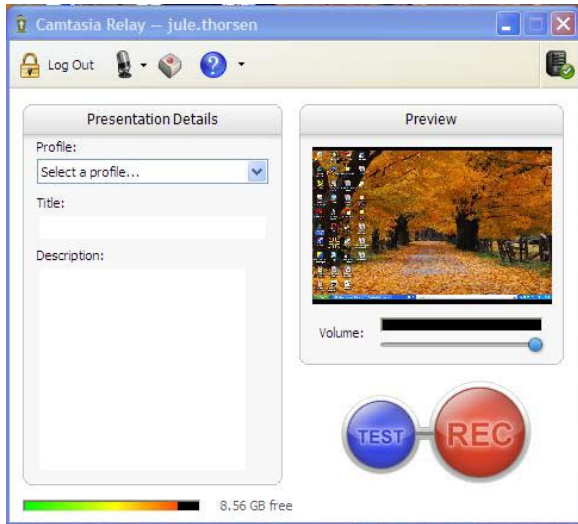 Camtasia Relay – jule.thorsen
Log Out
Presentation Details
Profile:
Select a profile...
Title:
Description:
8.56 GB free
Preview
Volume:
TEST
REC